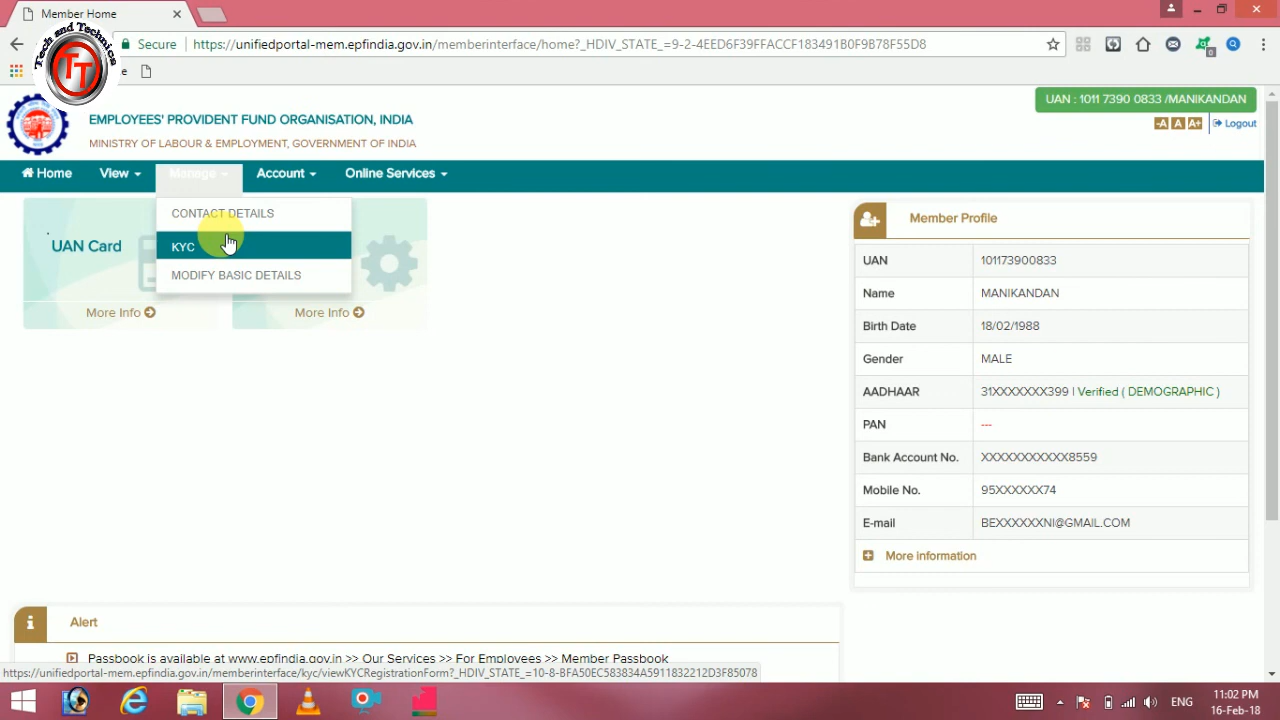 Member Home
Tech and Technics
TT
Secure
https://unifiedportal-mem.epfindia.gov.in/memberinterface/home?_HDIV_STATE_=9-2-4EED6F39FFACCF183491B0F9B78F55D8
0
UAN : 1011 7390 0833 /MANIKANDAN
EMPLOYEES' PROVIDENT FUND ORGANISATION, INDIA
-A A A+ Logout
MINISTRY OF LABOUR & EMPLOYMENT, GOVERNMENT OF INDIA
Home View Manage Account Online Services
CONTACT DETAILS
KYC
MODIFY BASIC DETAILS
UAN Card
More Info
More Info
Member Profile
UAN 101173900833
Name MANIKANDAN
Birth Date 18/02/1988
Gender MALE
AADHAAR 31XXXXXXX399 | Verified ( DEMOGRAPHIC )
PAN ---
Bank Account No. XXXXXXXXXXX8559
Mobile No. 95XXXXXX74
E-mail BEXXXXXXNI@GMAIL.COM
More information
Alert
Passbook is available at www.epfindia.gov.in >> Our Services >> For Employees >> Member Passbook
https://unifiedportal-mem.epfindia.gov.in/memberinterface/kyc/viewKYCRegistrationForm?_HDIV_STATE_=10-8-BFA50EC583834A5911832212D3F85078
ENG
11:02 PM
16-Feb-18